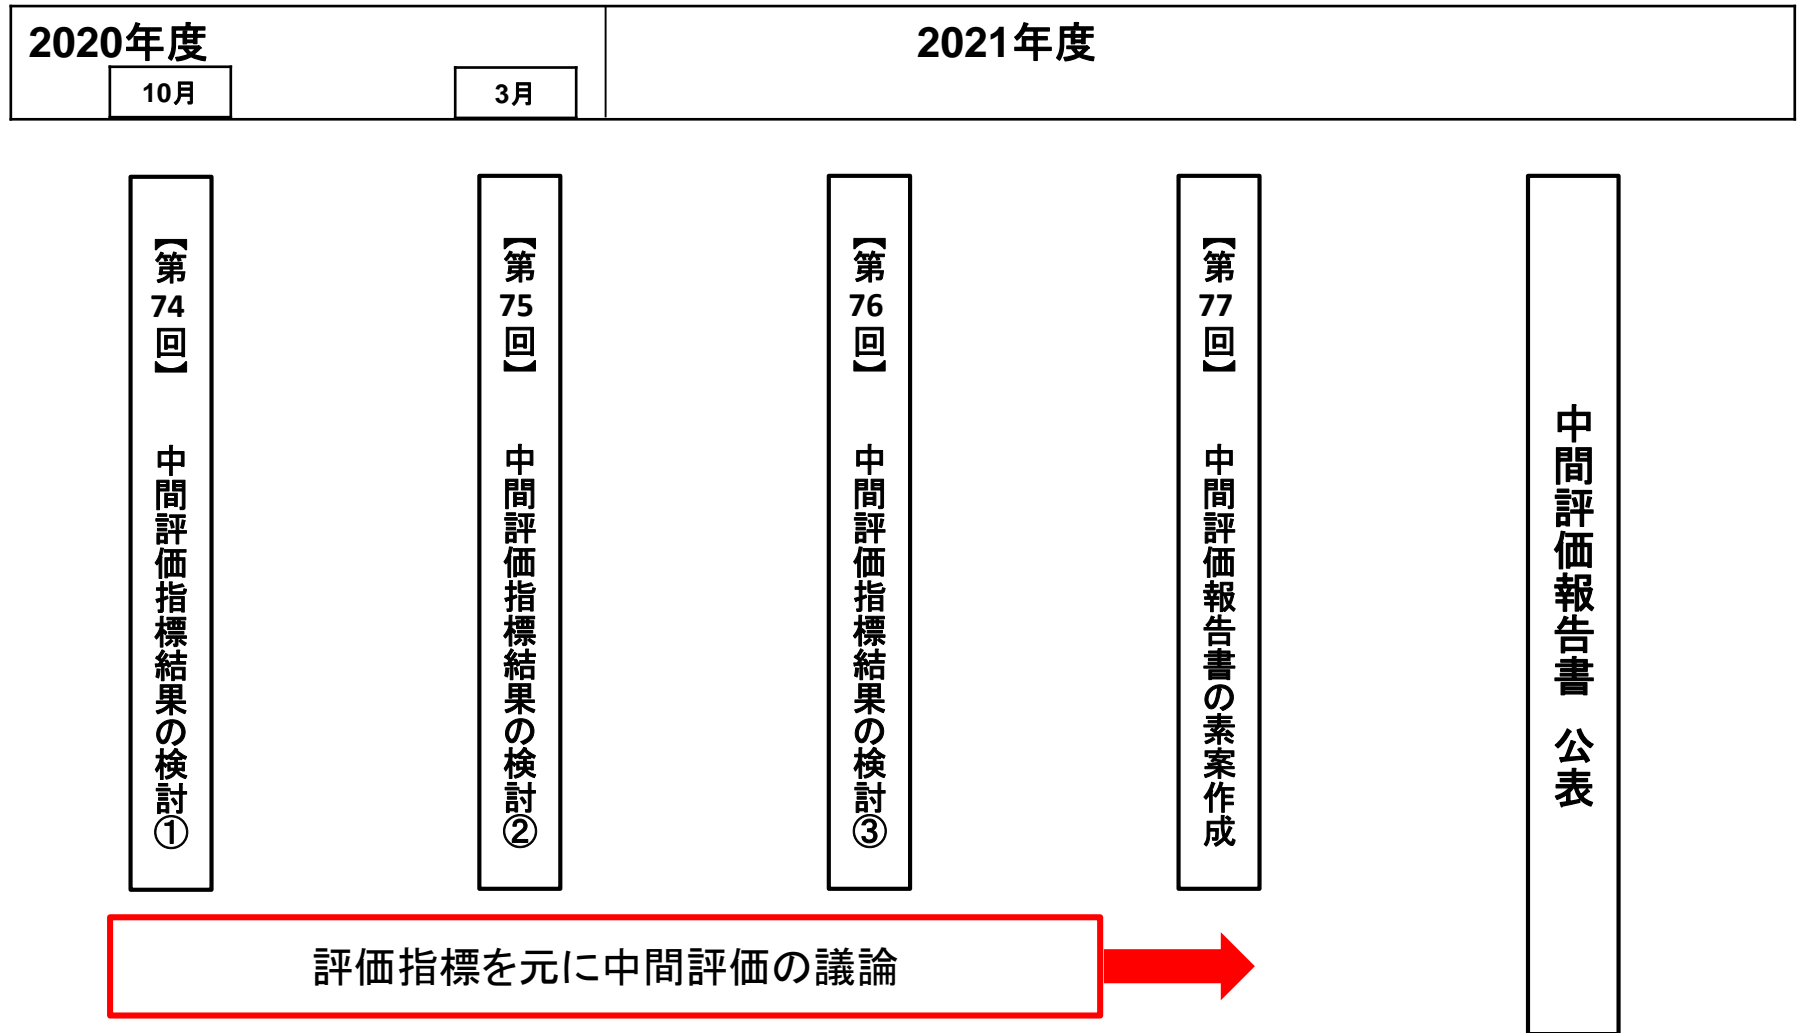 2020年度
2021年度
10月
3月
【第74回】　中間評価指標結果の検討①
【第75回】　中間評価指標結果の検討②
【第76回】　中間評価指標結果の検討③
【第77回】　中間評価報告書の素案作成
中間評価報告書　公表
評価指標を元に中間評価の議論